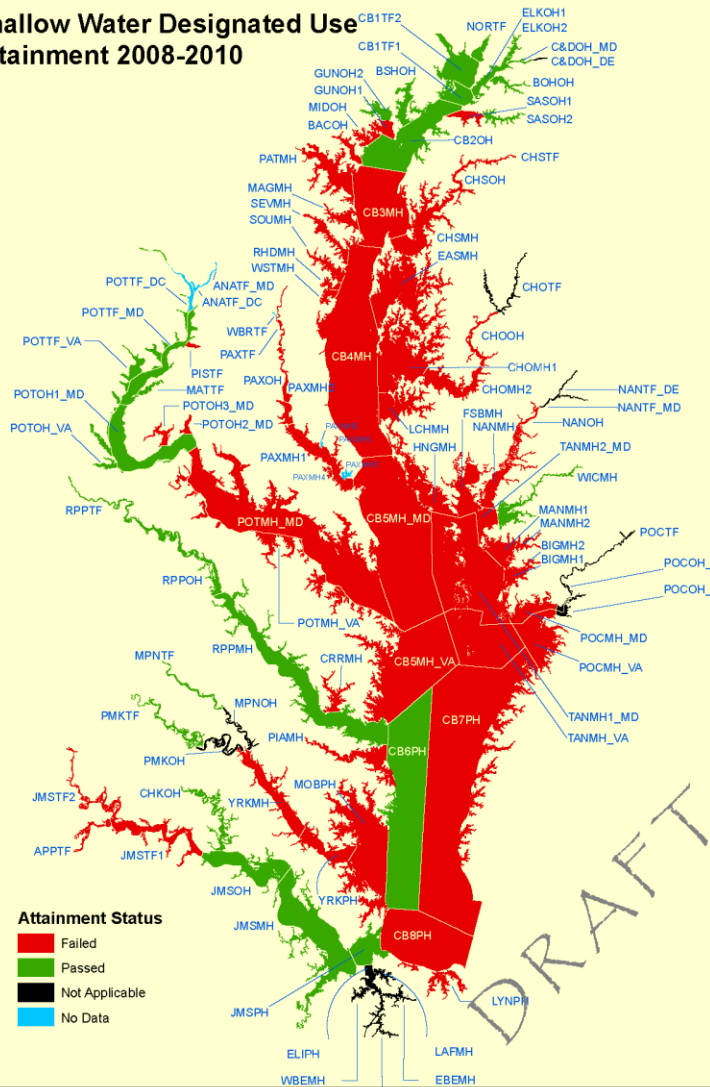 hallow Water Designated Use
tainment 2008-2010
ELKOH1
ELKOH2
CB1TF2
NORTF
CB1TF1
C&DOH_MD
C&DOH_DE
GUNOH2
BSHOH
GUNOH1
BOHOH
MIDOH
SASOH1
BACOH
SASOH2
CB2OH
PATMH
CHSTF
CHSOH
MAGMH
SEVMH
CB3MH
SOUMH
CHSMH
RHDMH
EASMH
WSTMH
POTTF_DC
ANATF_MD
CHOTF
ANATF_DC
POTTF_MD
WBRTF
CHOOH
POTTF_VA
PAXTF
CB4MH
PISTF
CHOMH1
PAXOH
MATTF
CHOMH2
NANTF_DE
POTOH1_MD
POTOH3_MD
NANTF_MD
LCHMH
FSBMH
NANOH
POTOH_VA
POTOH2_MD
HNGMH
NANMH
TANMH2_MD
PAXMH1
WICMH
RPPTF
PAXMH4
MANMH1
POTMH_MD
CB5MH_MD
MANMH2
POCTF
BIGMH2
BIGMH1
RPPOH
POCOH_
POCOH_
POTMH_VA
POCMH_MD
RPPMH
MPNTF
CRRMH
CB5MH_VA
POCMH_VA
MPNOH
PMKTF
PIAMH
CB7PH
TANMH1_MD
TANMH_VA
CB6PH
PMKOH
JMSTF2
CHKOH
YRKMH
MOBPH
APPTF
JMSTF1
JMSOH
YRKPH
JMSMH
CB8PH
Attainment Status
Failed
Passed
Not Applicable
No Data
JMSPH
LYNPH
ELIPH
LAFMH
WBEMH
EBEMH
DRAFT